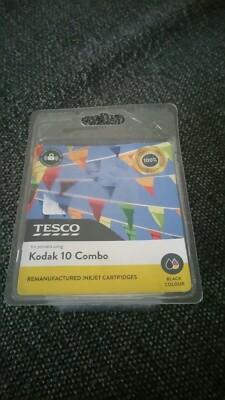 100%
TESCO
for printers using
Kodak 10 Combo
REMANUFACTURED INKJET CARTRIDGES
BLACK
COLOUR